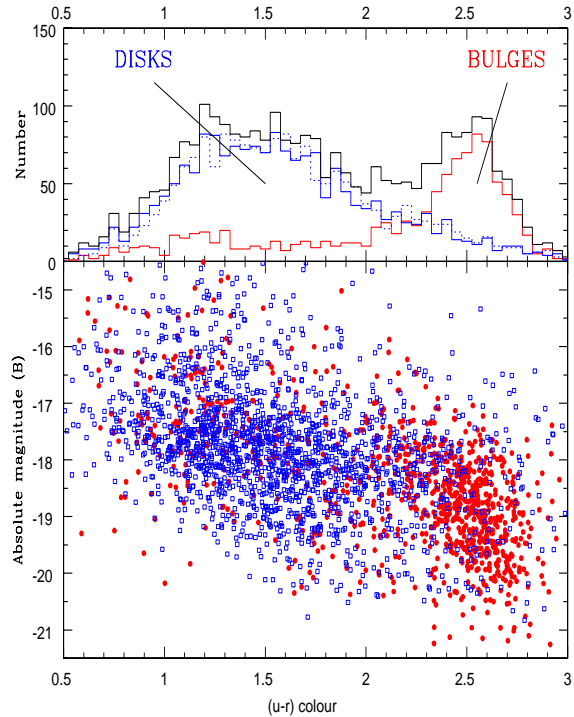 0.5 1 1.5 2 2.5 3
150
DISKS BULGES
100
Number
50
0
-15
-16
-17
Absolute magnitude (B)
-18
-19
-20
-21
0.5 1 1.5 2 2.5 3
(u-r) colour